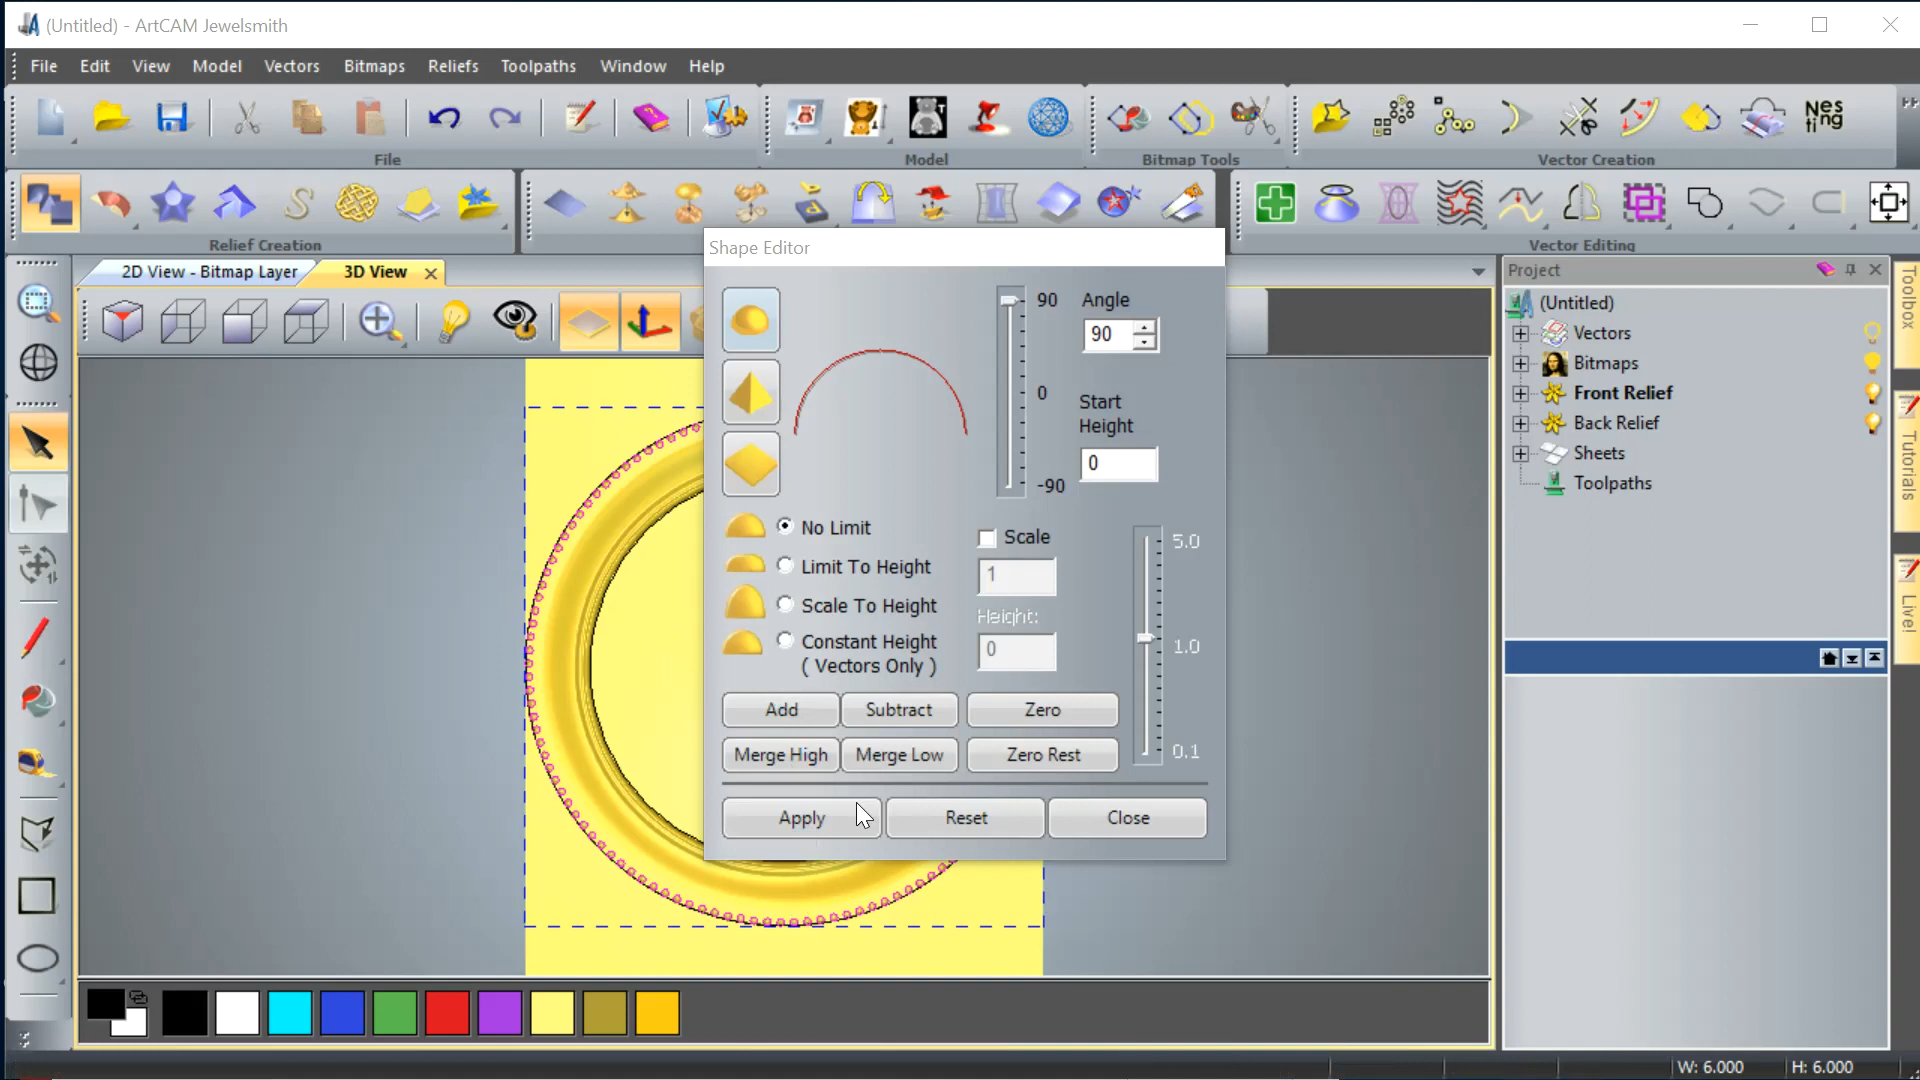 (Untitled) - ArtCAM Jewelsmith
File Edit View Model Vectors Bitmaps Reliefs Toolpaths Window Help
Nes
ting
File Model Bitmap Tools Vector Creation
Relief Creation Vector Editing
2D View - Bitmap Layer 3D View
Shape Editor
90 Angle
90
0 Start
Height
0
-90
No Limit
Limit To Height
Scale To Height
Constant Height
( Vectors Only )
Scale
1
Height:
0
5.0
1.0
0.1
Add Subtract Zero
Merge High Merge Low Zero Rest
Apply Reset Close
Project
(Untitled)
Vectors
Bitmaps
Front Relief
Back Relief
Sheets
Toolpaths
Toolbox
Tutorials
Live!
W: 6.000 H: 6.000